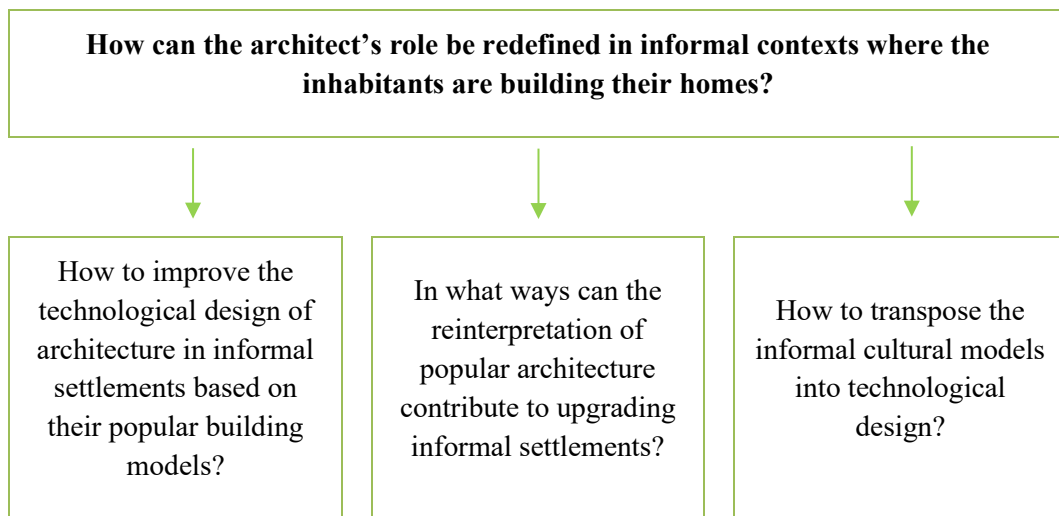 How can the architect’s role be redefined in informal contexts where the
inhabitants are building their homes?
How to improve the
technological design of
architecture in informal
settlements based on
their popular building
models?
In what ways can the
reinterpretation of
popular architecture
contribute to upgrading
informal settlements?
How to transpose the
informal cultural models
into technological
design?